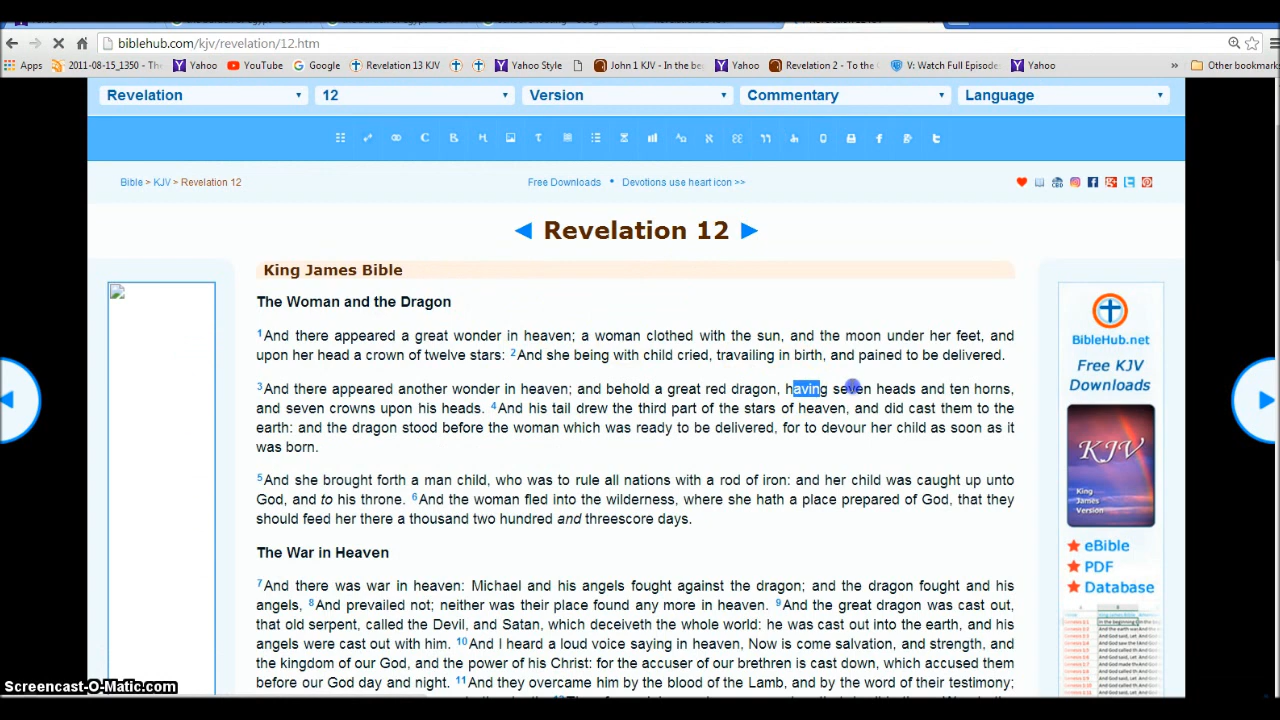 biblehub.com/kjv/revelation/12.htm
Apps 2011-08-15_1350 - The Yahoo YouTube Google Revelation 13 KJV Yahoo Style John 1 KJV - In the be Yahoo Revelation 2 - To the V: Watch Full Episode Yahoo » Other bookmark
Revelation 12 Version Commentary Language
Bible > KJV > Revelation 12 Free Downloads • Devotions use heart icon >>
◄ Revelation 12 ►
King James Bible
The Woman and the Dragon
1And there appeared a great wonder in heaven; a woman clothed with the sun, and the moon under her feet, and
upon her head a crown of twelve stars: 2And she being with child cried, travailing in birth, and pained to be delivered.
3And there appeared another wonder in heaven; and behold a great red dragon, having seven heads and ten horns,
and seven crowns upon his heads. 4And his tail drew the third part of the stars of heaven, and did cast them to the
earth: and the dragon stood before the woman which was ready to be delivered, for to devour her child as soon as it
was born.
5And she brought forth a man child, who was to rule all nations with a rod of iron: and her child was caught up unto
God, and to his throne. 6And the woman fled into the wilderness, where she hath a place prepared of God, that they
should feed her there a thousand two hundred and threescore days.
The War in Heaven
7And there was war in heaven: Michael and his angels fought against the dragon; and the dragon fought and his
angels, 8And prevailed not; neither was their place found any more in heaven. 9And the great dragon was cast out,
that old serpent, called the Devil, and Satan, which deceiveth the whole world: he was cast out into the earth, and his
angels were cast out with him. 10And I heard a loud voice saying in heaven, Now is come salvation, and strength, and
the kingdom of our God, and the power of his Christ: for the accuser of our brethren is cast down, which accused them
before our God day and night. 11And they overcame him by the blood of the Lamb, and by the word of their testimony;
BibleHub.net
Free KJV
Downloads
KJV
King
James
Version
★ eBible
★ PDF
★ Database
Screencast-O-Matic.com